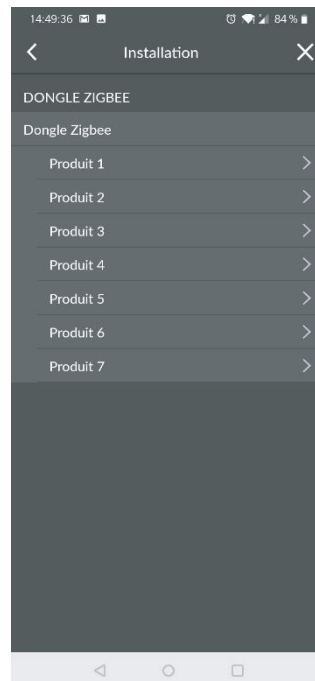 14:49:36 84 %
Installation
DONGLE ZIGBEE
Dongle Zigbee
Produit 1
Produit 2
Produit 3
Produit 4
Produit 5
Produit 6
Produit 7